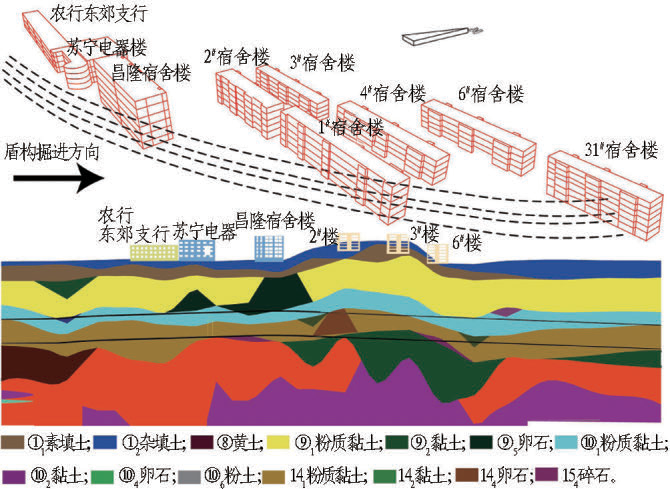 农行东郊支行
苏宁电器楼
昌隆宿舍楼
2#宿舍楼
3#宿舍楼
4#宿舍楼
6#宿舍楼
1#宿舍楼
31#宿舍楼
盾构掘进方向
农行
东郊支行
苏宁电器
昌隆宿舍楼
2#楼
3#楼
6#楼
①₁素填土; ①₂杂填土; ⑧黄土; ⑨₁粉质黏土; ⑨₂黏土; ⑨₅卵石; ⑩₁粉质黏土;
⑩₂黏土; ⑩₄卵石; ⑩₆粉土; 14₁粉质黏土; 14₂黏土; 14₄卵石; 15₄碎石。